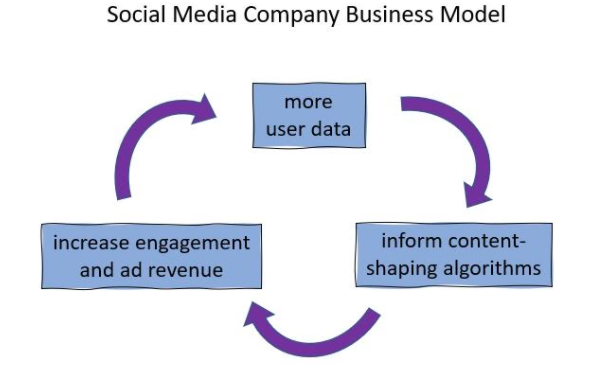 Social Media Company Business Model
more
user data
increase engagement
and ad revenue
inform content-
shaping algorithms